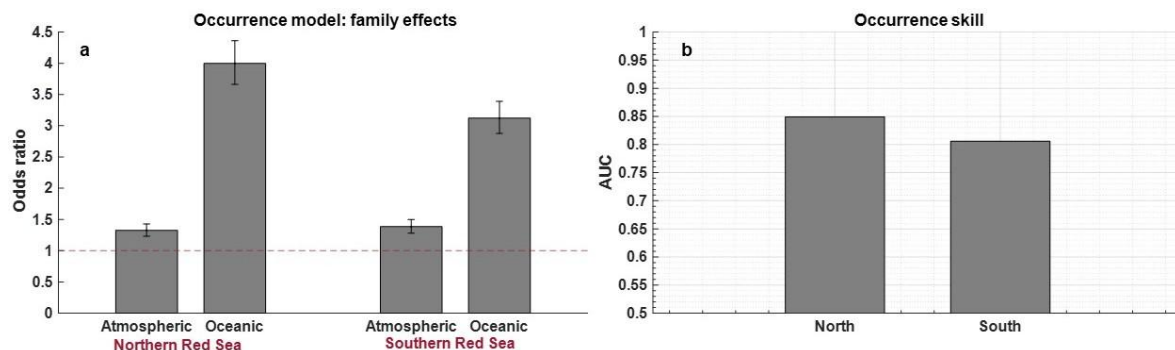 Occurrence model: family effects
a
Odds ratio
4.5
4
3.5
3
2.5
2
1.5
1
0.5
0
Atmospheric Oceanic Atmospheric Oceanic
Northern Red Sea Southern Red Sea
Occurrence skill
b
AUC
1
0.95
0.9
0.85
0.8
0.75
0.7
0.65
0.6
0.55
0.5
North South